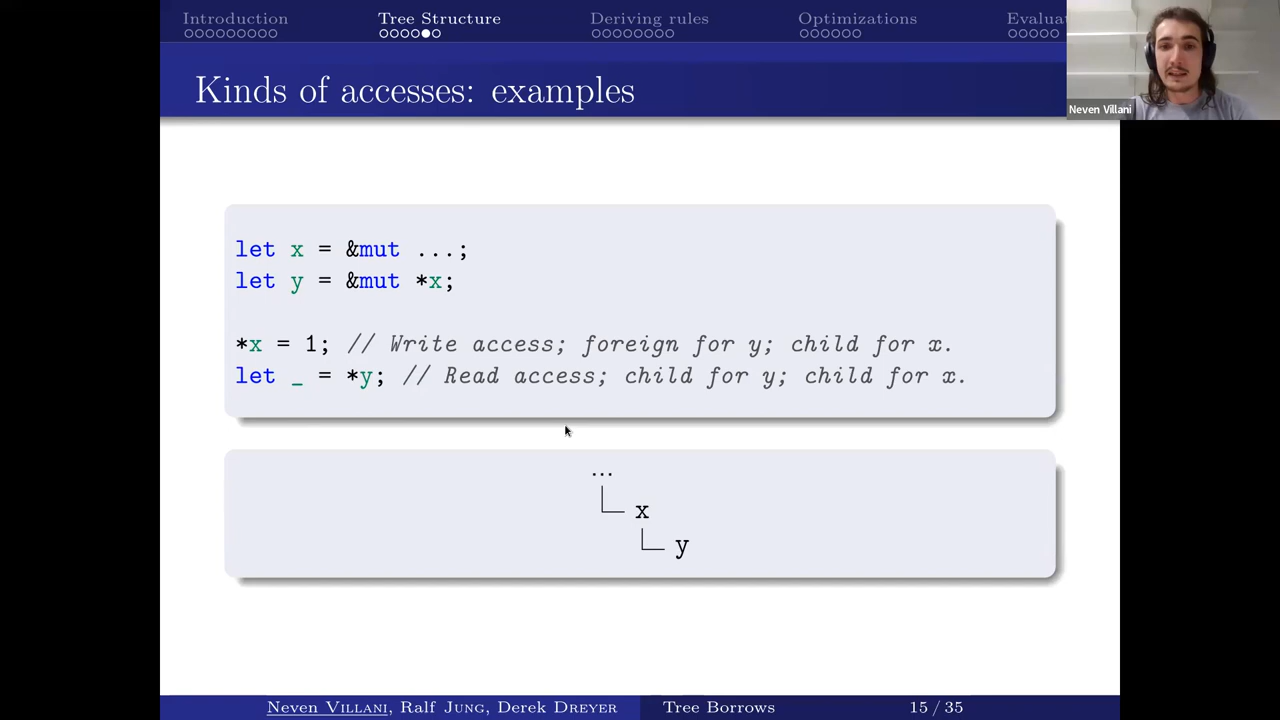 Introduction Tree Structure Deriving rules Optimizations Evalua
Neven Villani
Kinds of accesses: examples
let x = &mut ...;
let y = &mut *x;
*x = 1; // Write access; foreign for y; child for x.
let _ = *y; // Read access; child for y; child for x.
...
x
y
Neven Villani, Ralf Jung, Derek Dreyer Tree Borrows 15 / 35